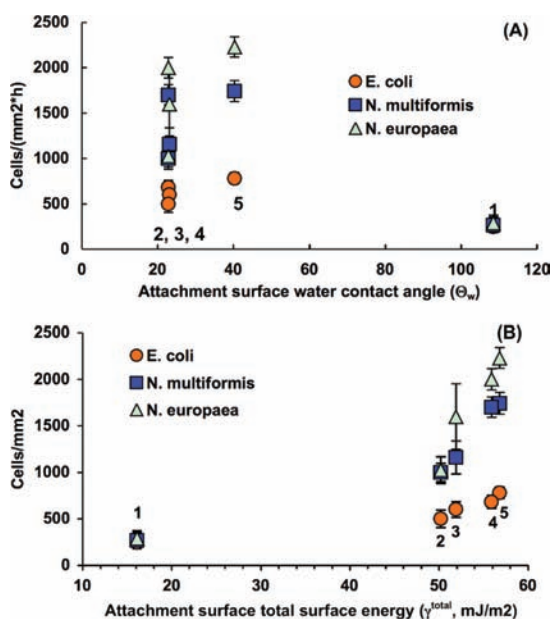 (A)
2500
2000
1500
1000
500
0
Cells/(mm2*h)
E. coli
N. multiformis
N. europaea
2, 3, 4
5
1
0 20 40 60 80 100 120
Attachment surface water contact angle (Θw)
(B)
2500
2000
1500
1000
500
0
Cells/mm2
E. coli
N. multiformis
N. europaea
1
2
3
4
5
10 20 30 40 50 60
Attachment surface total surface energy (γtotal, mJ/m2)